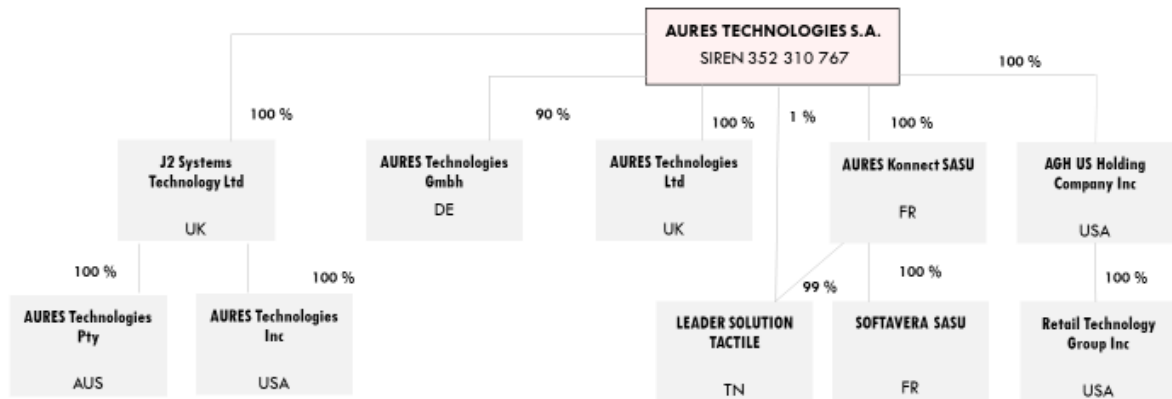 AURES TECHNOLOGIES S.A.
SIREN 352 310 767
100 %
100 %
90 %
100 %
1 %
100 %
J2 Systems
Technology Ltd
UK
AURES Technologies
Gmbh
DE
AURES Technologies
Ltd
UK
AURES Konnect SASU
FR
AGH US Holding
Company Inc
USA
100 %
100 %
99 %
100 %
100 %
AURES Technologies
Pty
AUS
AURES Technologies
Inc
USA
LEADER SOLUTION
TACTILE
TN
SOFTAVERA SASU
FR
Retail Technology
Group Inc
USA